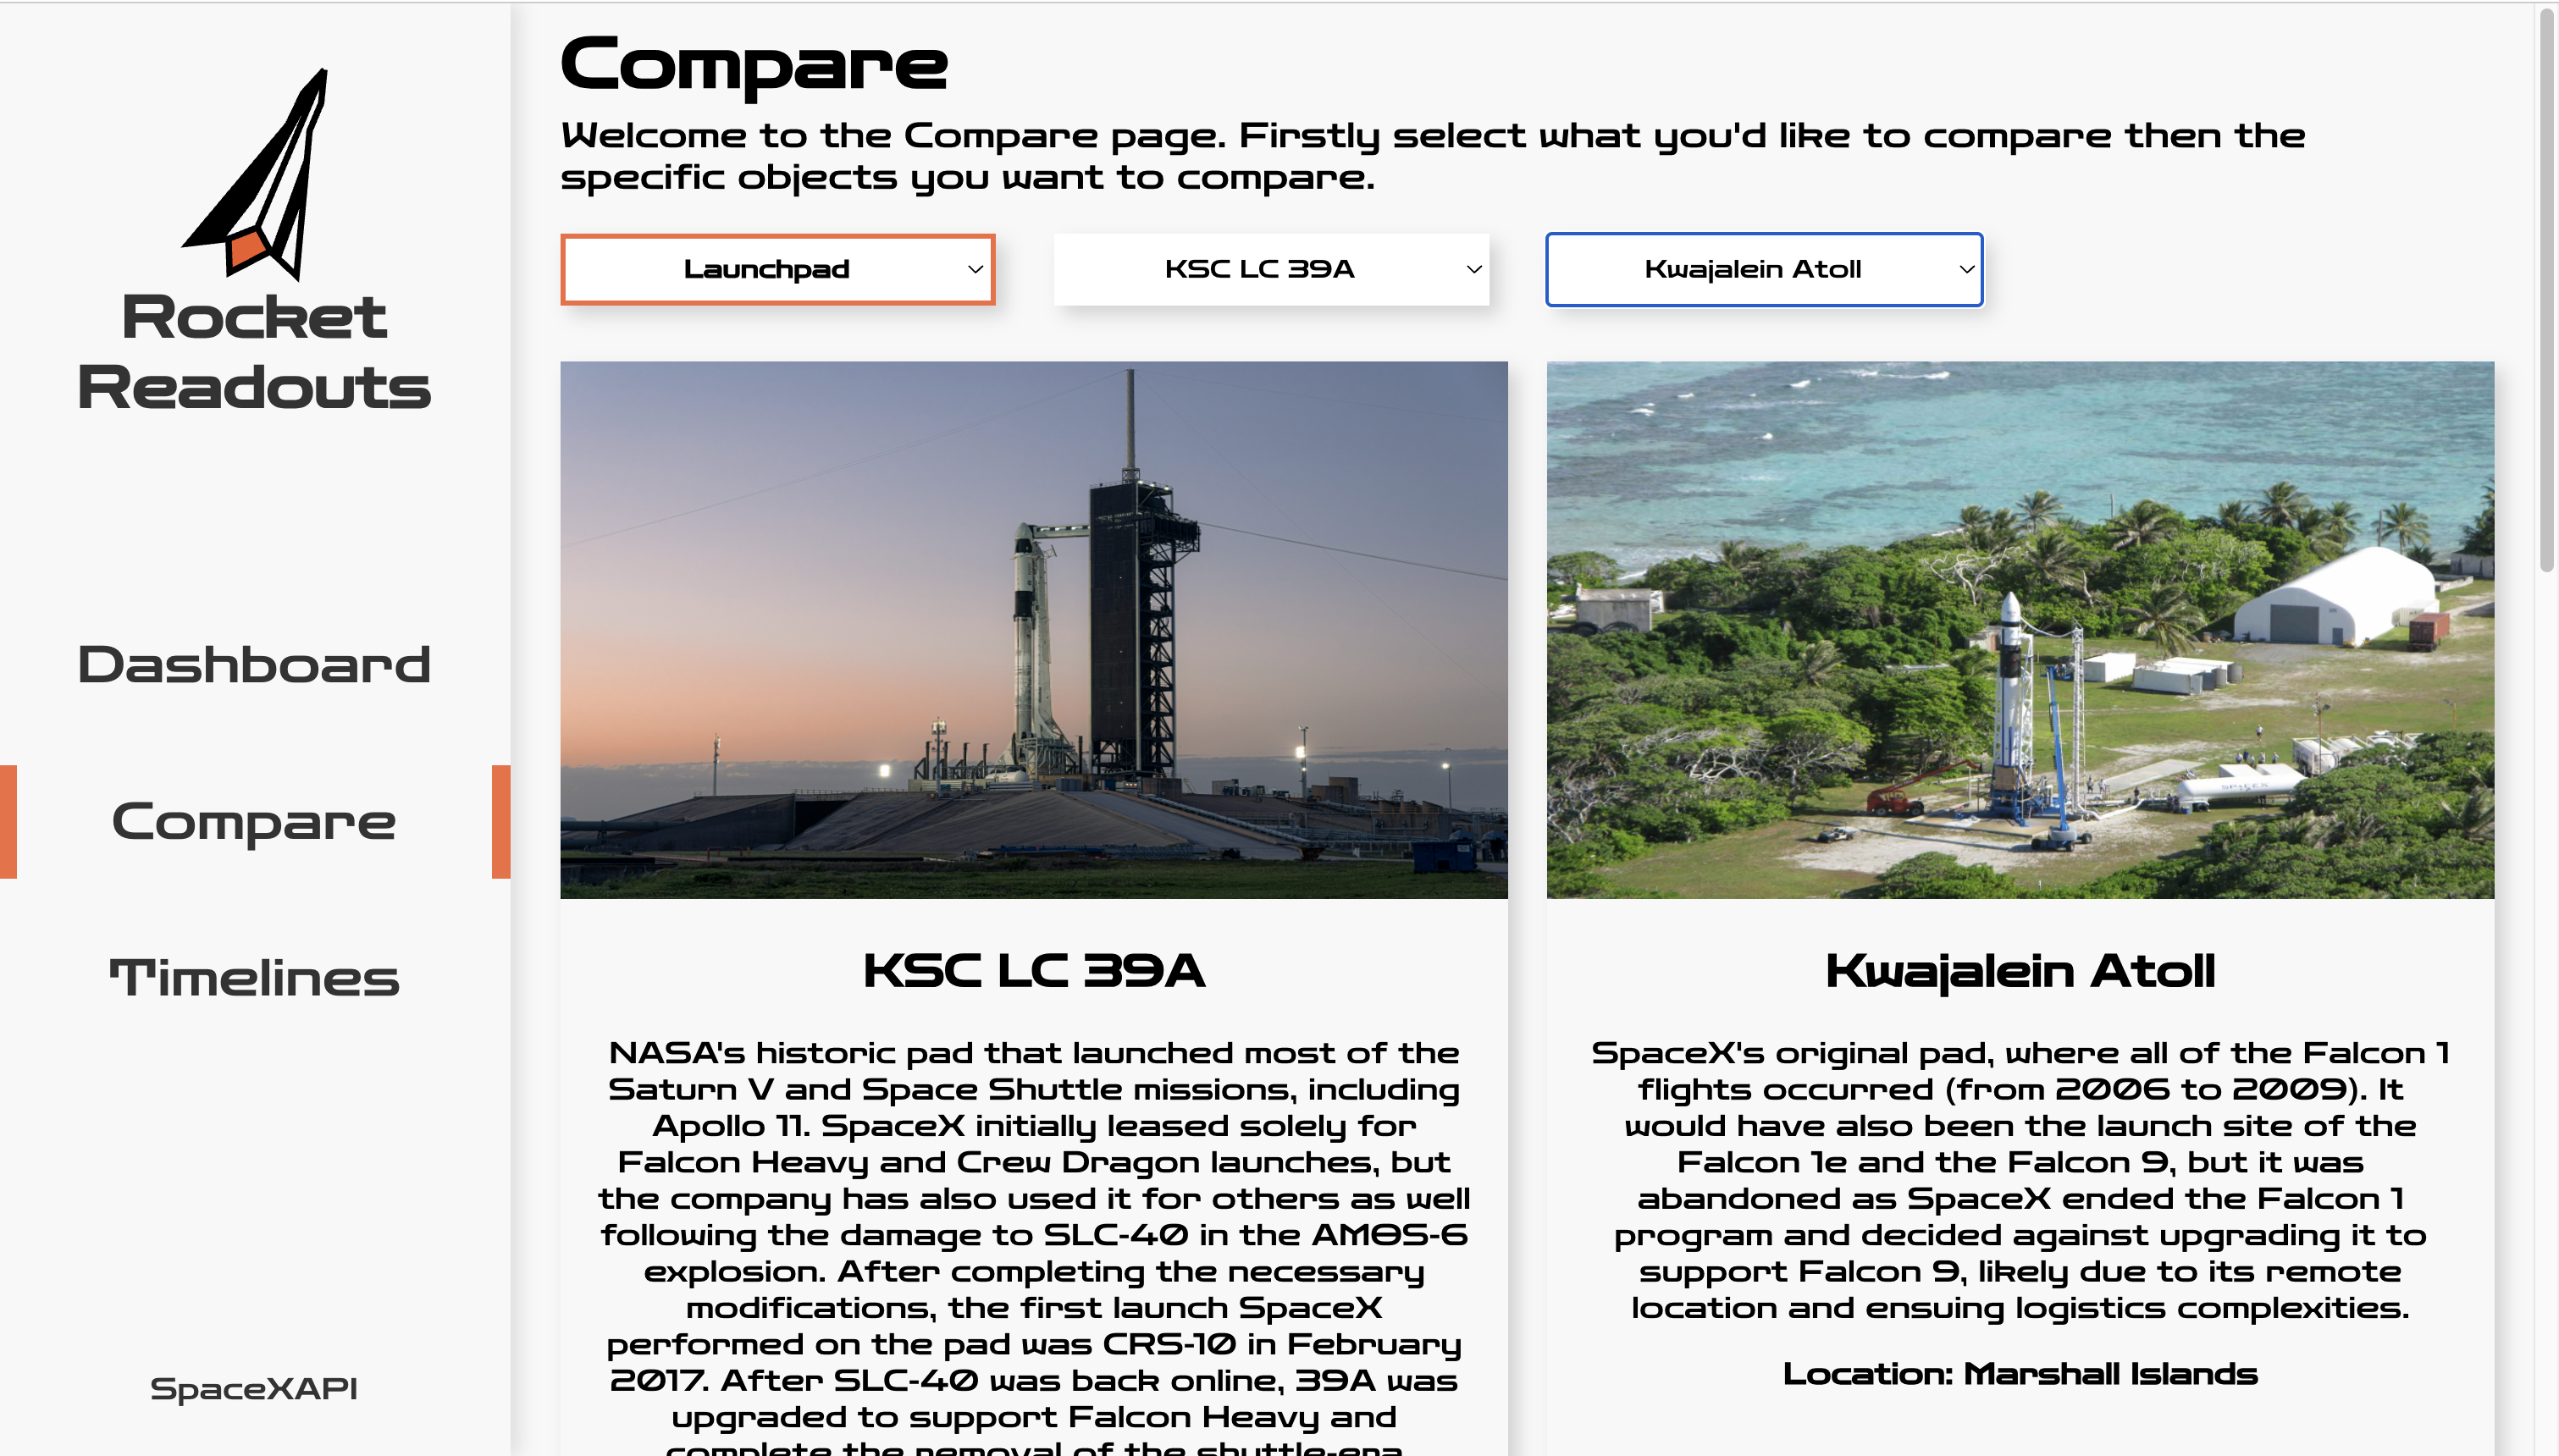 Rocket
Readouts
Dashboard
Compare
Timelines
SpaceXAPI
Compare
Welcome to the Compare page. Firstly select what you'd like to compare then the
specific objects you want to compare.
Launchpad
KSC LC 39A
Kwajalein Atoll
KSC LC 39A
NASA's historic pad that launched most of the
Saturn V and Space Shuttle missions, including
Apollo 11. SpaceX initially leased solely for
Falcon Heavy and Crew Dragon launches, but
the company has also used it for others as well
following the damage to SLC-40 in the AMOS-6
explosion. After completing the necessary
modifications, the first launch SpaceX
performed on the pad was CRS-10 in February
2017. After SLC-40 was back online, 39A was
upgraded to support Falcon Heavy and
complete the removal of the shuttle-era
Kwajalein Atoll
SpaceX's original pad, where all of the Falcon 1
flights occurred (from 2006 to 2009). It
would have also been the launch site of the
Falcon 1e and the Falcon 9, but it was
abandoned as SpaceX ended the Falcon 1
program and decided against upgrading it to
support Falcon 9, likely due to its remote
location and ensuing logistics complexities.
Location: Marshall Islands
SPACEX